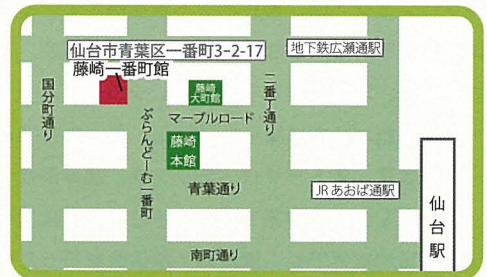 仙台市青葉区一番町3-2-17
地下鉄広瀬通駅
藤崎一番町館
国分町通り
藤崎
大町館
二番丁通り
ぶらんどーむ一番町
マーブルロード
藤崎
本館
青葉通り
JRあおば通駅
仙台駅
南町通り